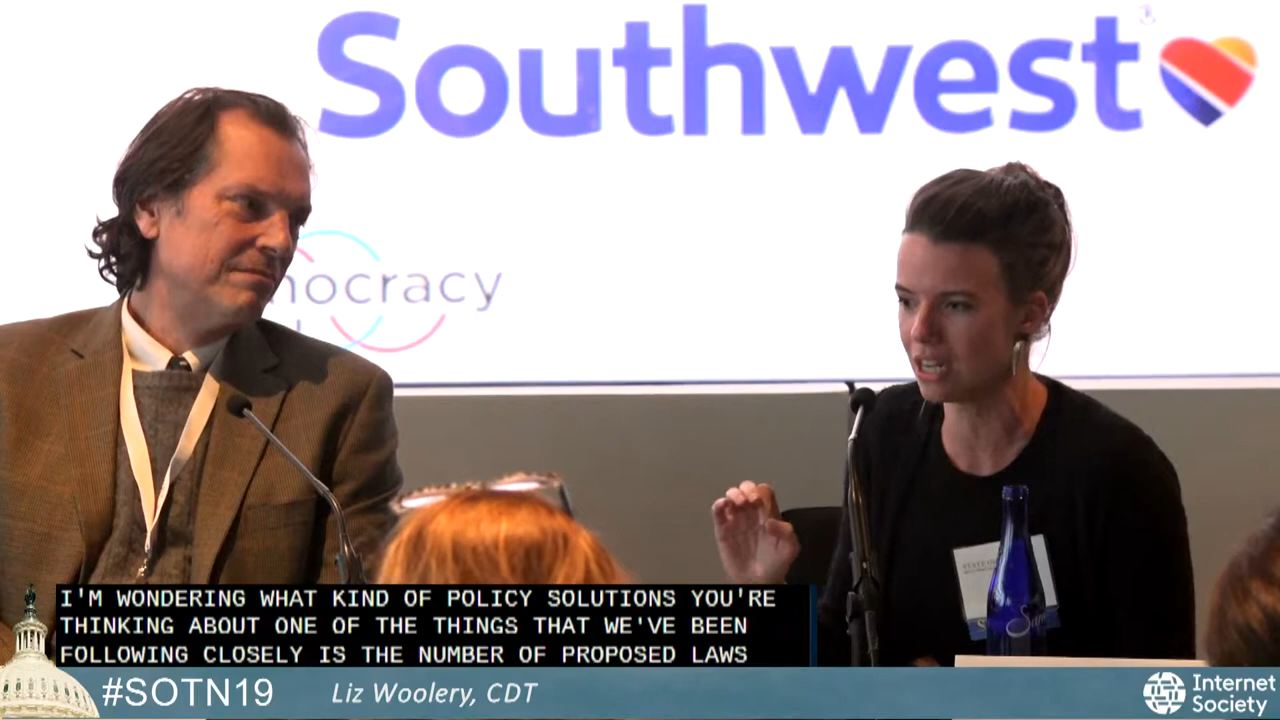 Southwest
mocracy
I'M WONDERING WHAT KIND OF POLICY SOLUTIONS YOU'RE
THINKING ABOUT ONE OF THE THINGS THAT WE'VE BEEN
FOLLOWING CLOSELY IS THE NUMBER OF PROPOSED LAWS
#SOTN19
Liz Woolery, CDT
Internet
Society